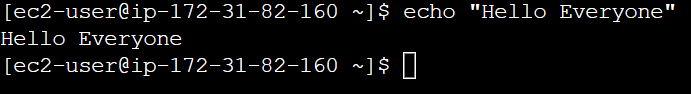 [ec2-user@ip-172-31-82-160 ~]$ echo "Hello Everyone"
Hello Everyone
[ec2-user@ip-172-31-82-160 ~]$